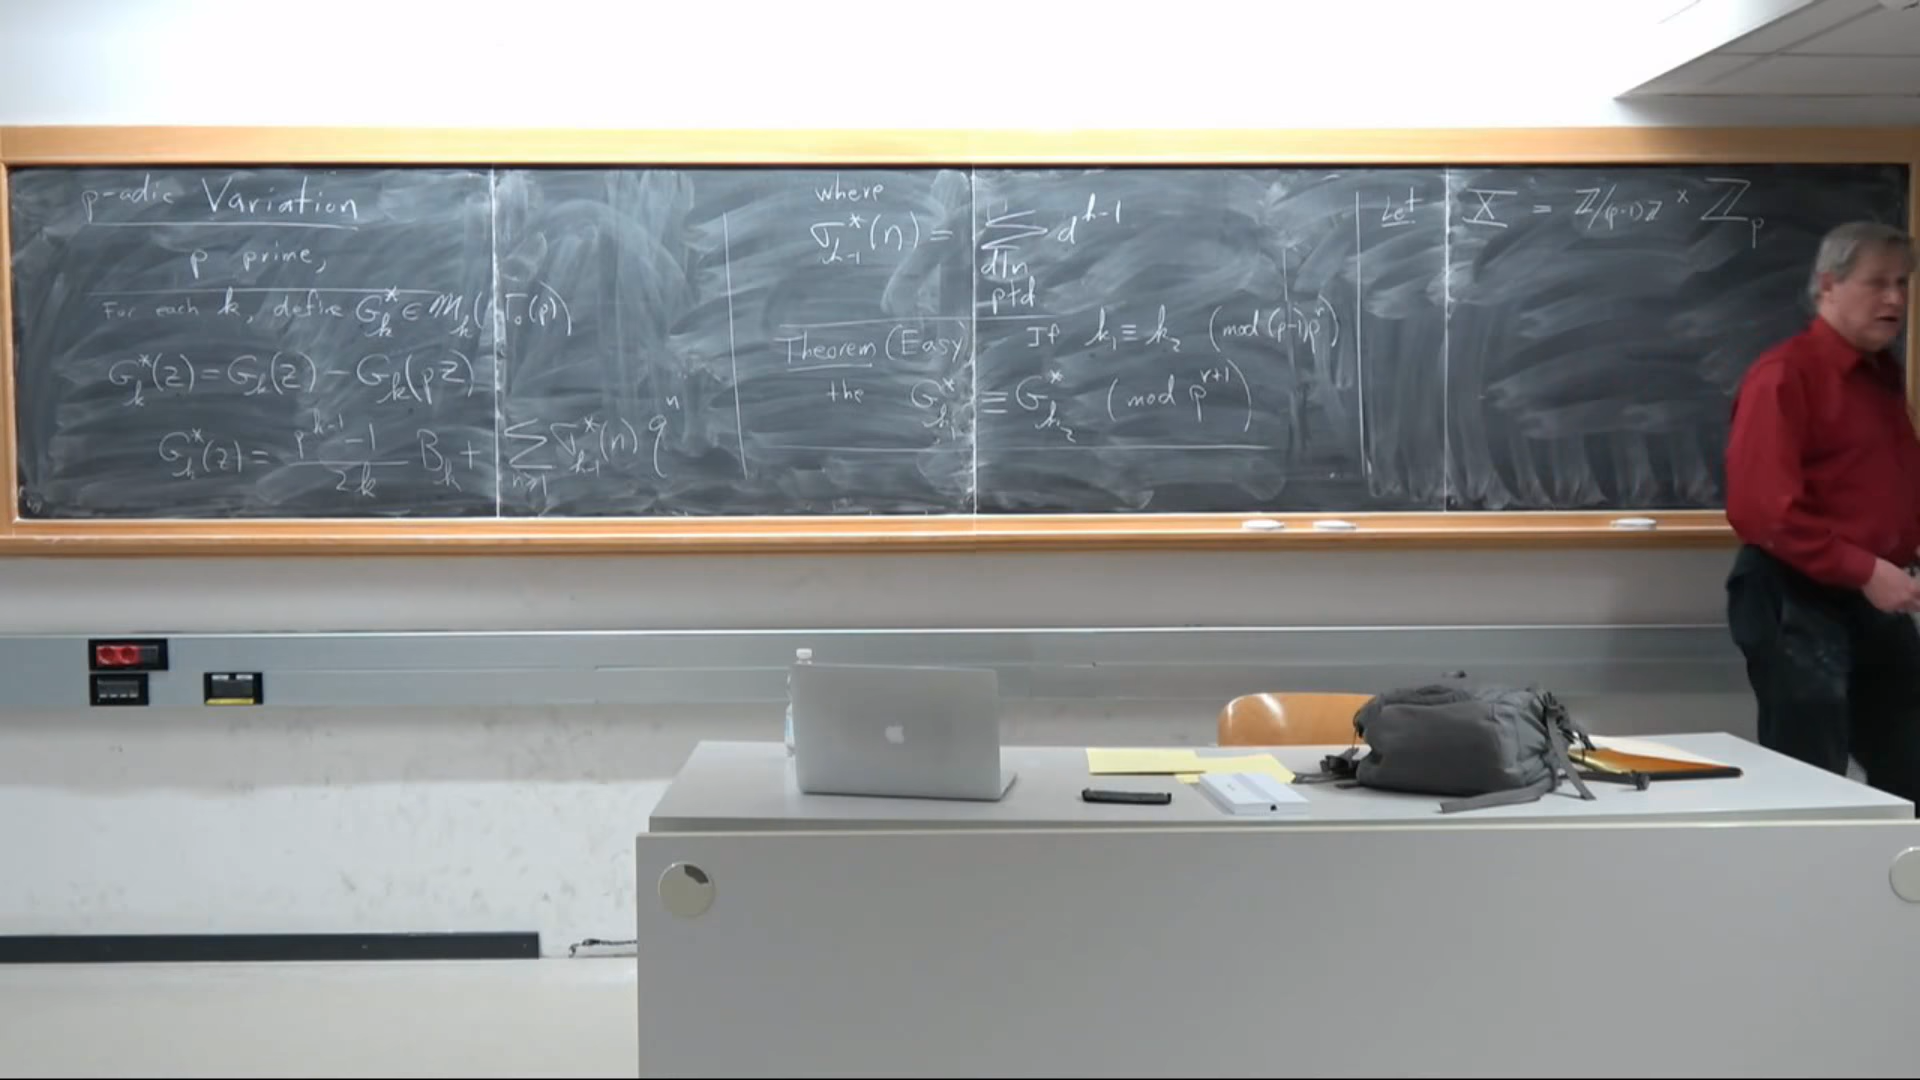 p-adic Variation
p prime,
For each k, define G*_k ∈ M_k(Γ_0(p))
G*_k(z) = G_k(z) - G_k(pz)
G*_k(z) = (p^{k-1} - 1)/(2k) B_k + Σ_{n≥1} σ*_{k-1}(n) q^n
where
σ*_{k-1}(n) = Σ_{d|n, p∤d} d^{k-1}
Theorem (Easy) If k_1 ≡ k_2 (mod (p-1)p^r)
the G*_{k_1} ≡ G*_{k_2} (mod p^{r+1})
Let X = Z/(p-1)Z × Z_p